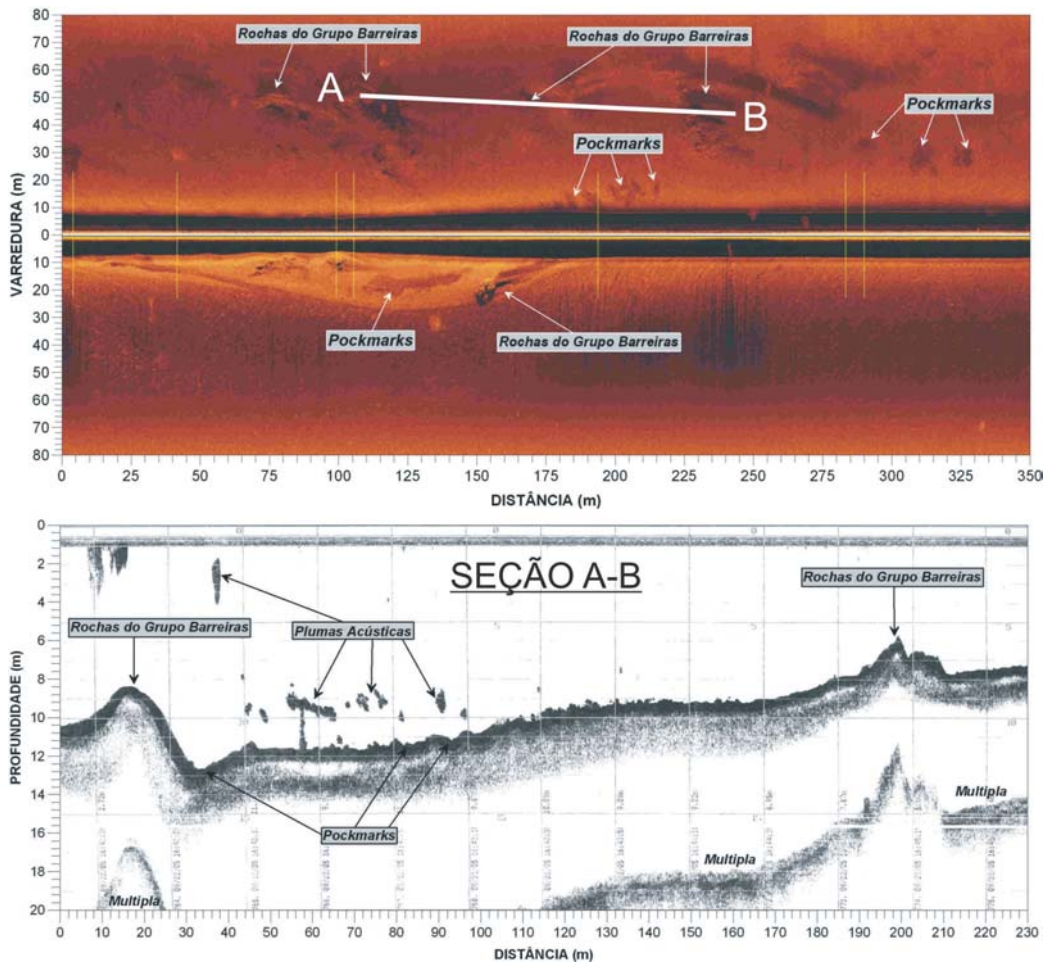 80
70
Rochas do Grupo Barreiras
Rochas do Grupo Barreiras
60
A
50
B
Pockmarks
40
Pockmarks
30
20
10
VARREDURA (m)
0
10
20
30
Pockmarks
Rochas do Grupo Barreiras
40
50
60
70
80
0 25 50 75 100 125 150 175 200 225 250 275 300 325 350
DISTÂNCIA (m)
0
SEÇÃO A-B
2
Rochas do Grupo Barreiras
4
Rochas do Grupo Barreiras
Plumas Acústicas
6
8
PROFUNDIDADE (m)
10
12
14
Pockmarks
Multipla
16
18
Multipla
Multipla
20
0 10 20 30 40 50 60 70 80 90 100 110 120 130 140 150 160 170 180 190 200 210 220 230
DISTÂNCIA (m)